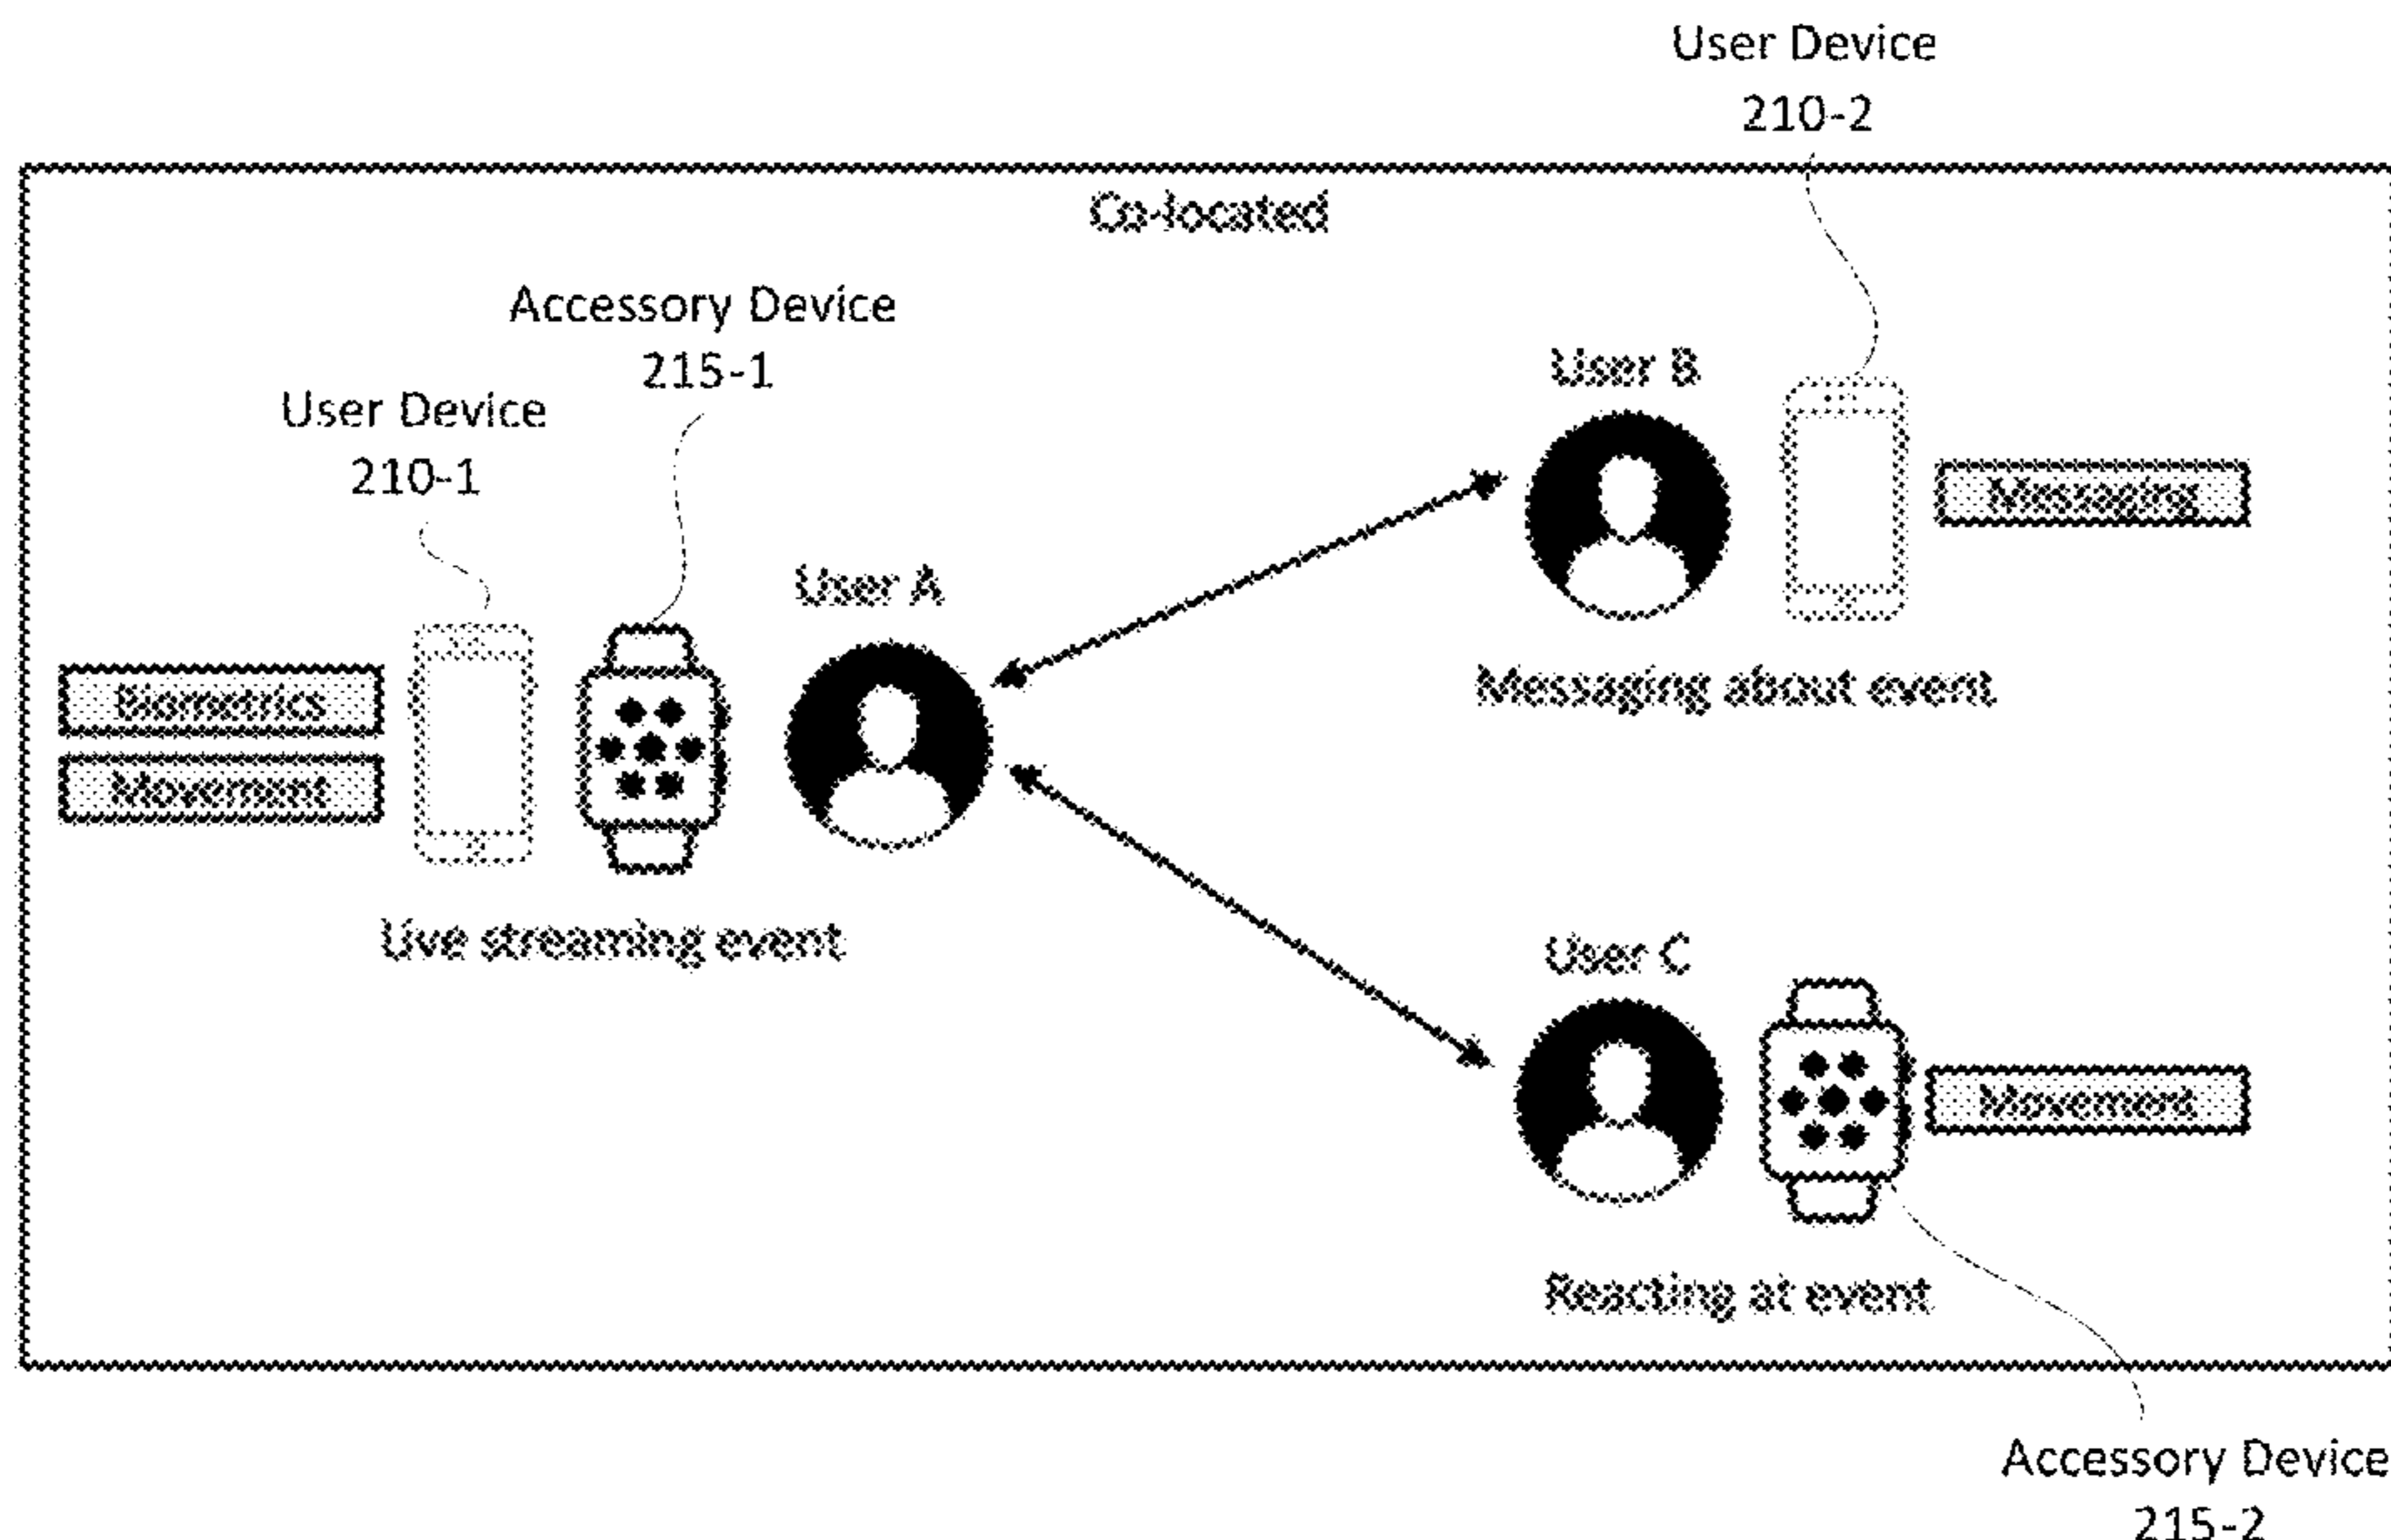 User Device
210-2
Co-located
Accessory Device
215-1
User Device
210-1
User B
Messaging
User A
Messaging about event
Biometrics
Movement
Live streaming event
User C
Movement
Reacting at event
Accessory Device
215-2